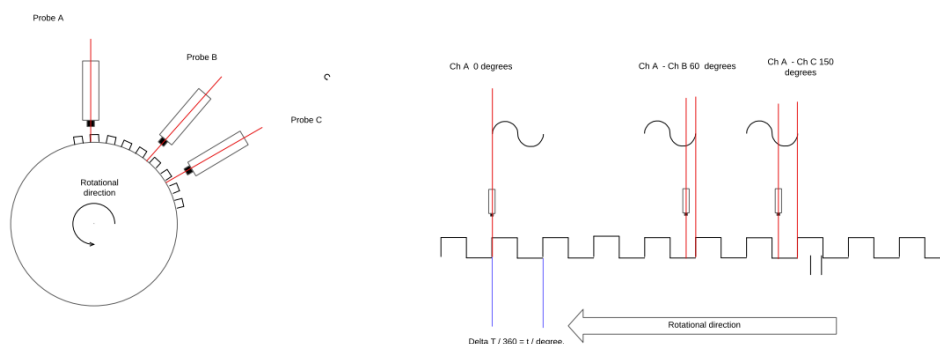 Probe A
Probe B
Probe C
Rotational
direction
Ch A 0 degrees
Ch A - Ch B 60 degrees
Ch A - Ch C 150
degrees
Rotational direction
Delta T / 360 = t / degree.